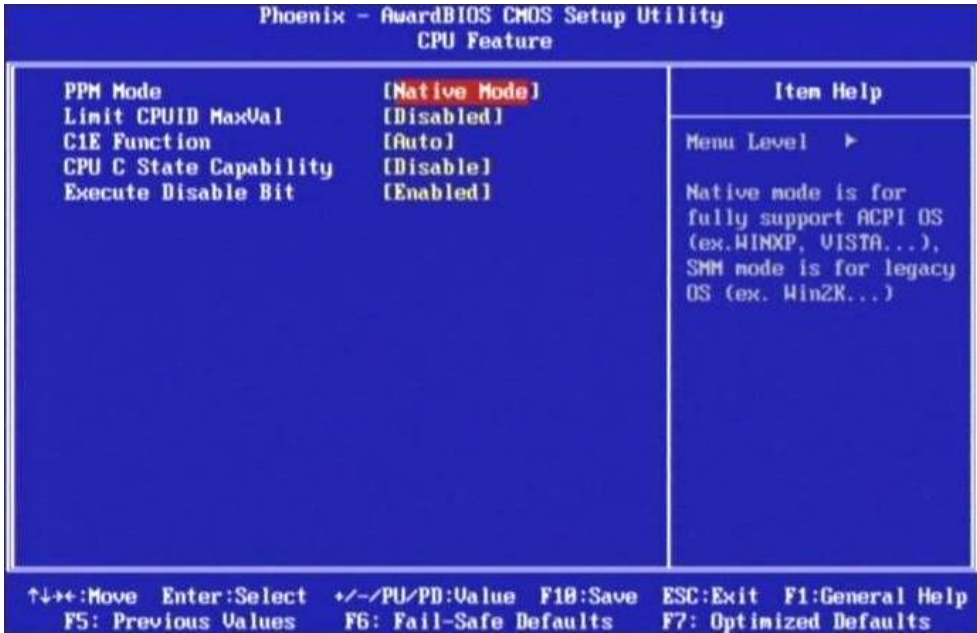 Phoenix - AwardBIOS CMOS Setup Utility
CPU Feature
PPM Mode [Native Mode]
Limit CPUID MaxVal [Disabled]
C1E Function [Auto]
CPU C State Capability [Disable]
Execute Disable Bit [Enabled]
Item Help
Menu Level ►
Native mode is for
fully support ACPI OS
(ex.WINXP, VISTA...),
SMM mode is for legacy
OS (ex. Win2K...)
↑↓→←:Move Enter:Select +/-/PU/PD:Value F10:Save ESC:Exit F1:General Help
F5: Previous Values F6: Fail-Safe Defaults F7: Optimized Defaults